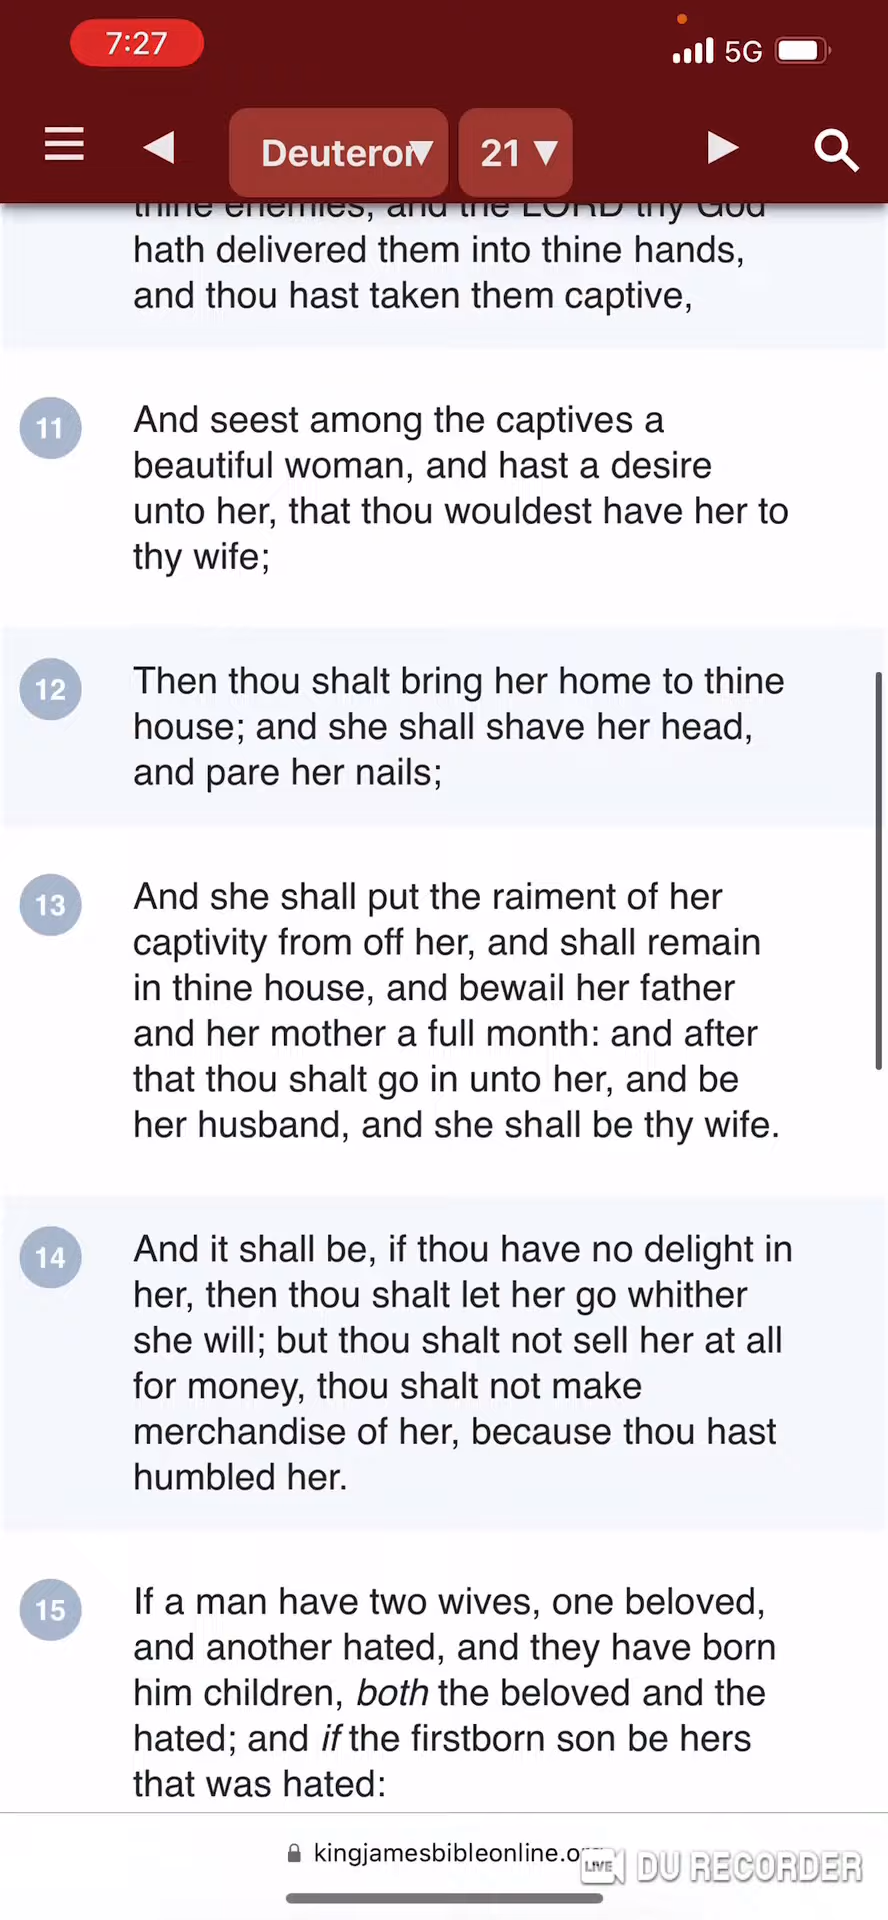 7:27
5G
Deuteron
21
thine enemies, and the LORD thy God
hath delivered them into thine hands,
and thou hast taken them captive,
11
And seest among the captives a
beautiful woman, and hast a desire
unto her, that thou wouldest have her to
thy wife;
12
Then thou shalt bring her home to thine
house; and she shall shave her head,
and pare her nails;
13
And she shall put the raiment of her
captivity from off her, and shall remain
in thine house, and bewail her father
and her mother a full month: and after
that thou shalt go in unto her, and be
her husband, and she shall be thy wife.
14
And it shall be, if thou have no delight in
her, then thou shalt let her go whither
she will; but thou shalt not sell her at all
for money, thou shalt not make
merchandise of her, because thou hast
humbled her.
15
If a man have two wives, one beloved,
and another hated, and they have born
him children, both the beloved and the
hated; and if the firstborn son be hers
that was hated:
kingjamesbibleonline.o
LIVE DU RECORDER